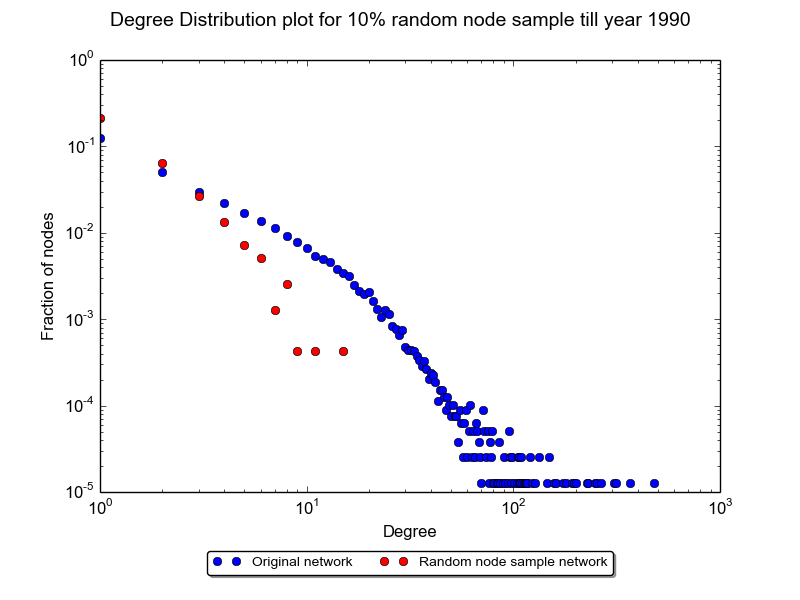 Degree Distribution plot for 10% random node sample till year 1990
10^0
10^-1
10^-2
10^-3
10^-4
10^-5
Fraction of nodes
10^0 10^1 10^2 10^3
Degree
Original network Random node sample network